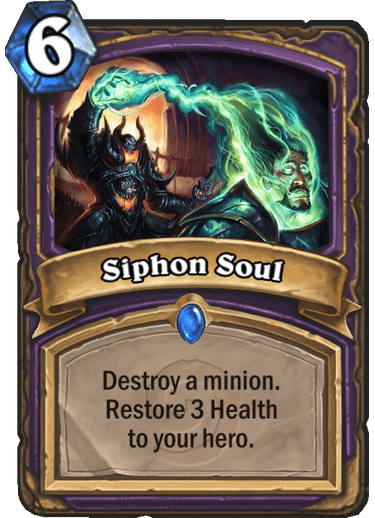 6
Siphon Soul
Destroy a minion.
Restore 3 Health
to your hero.